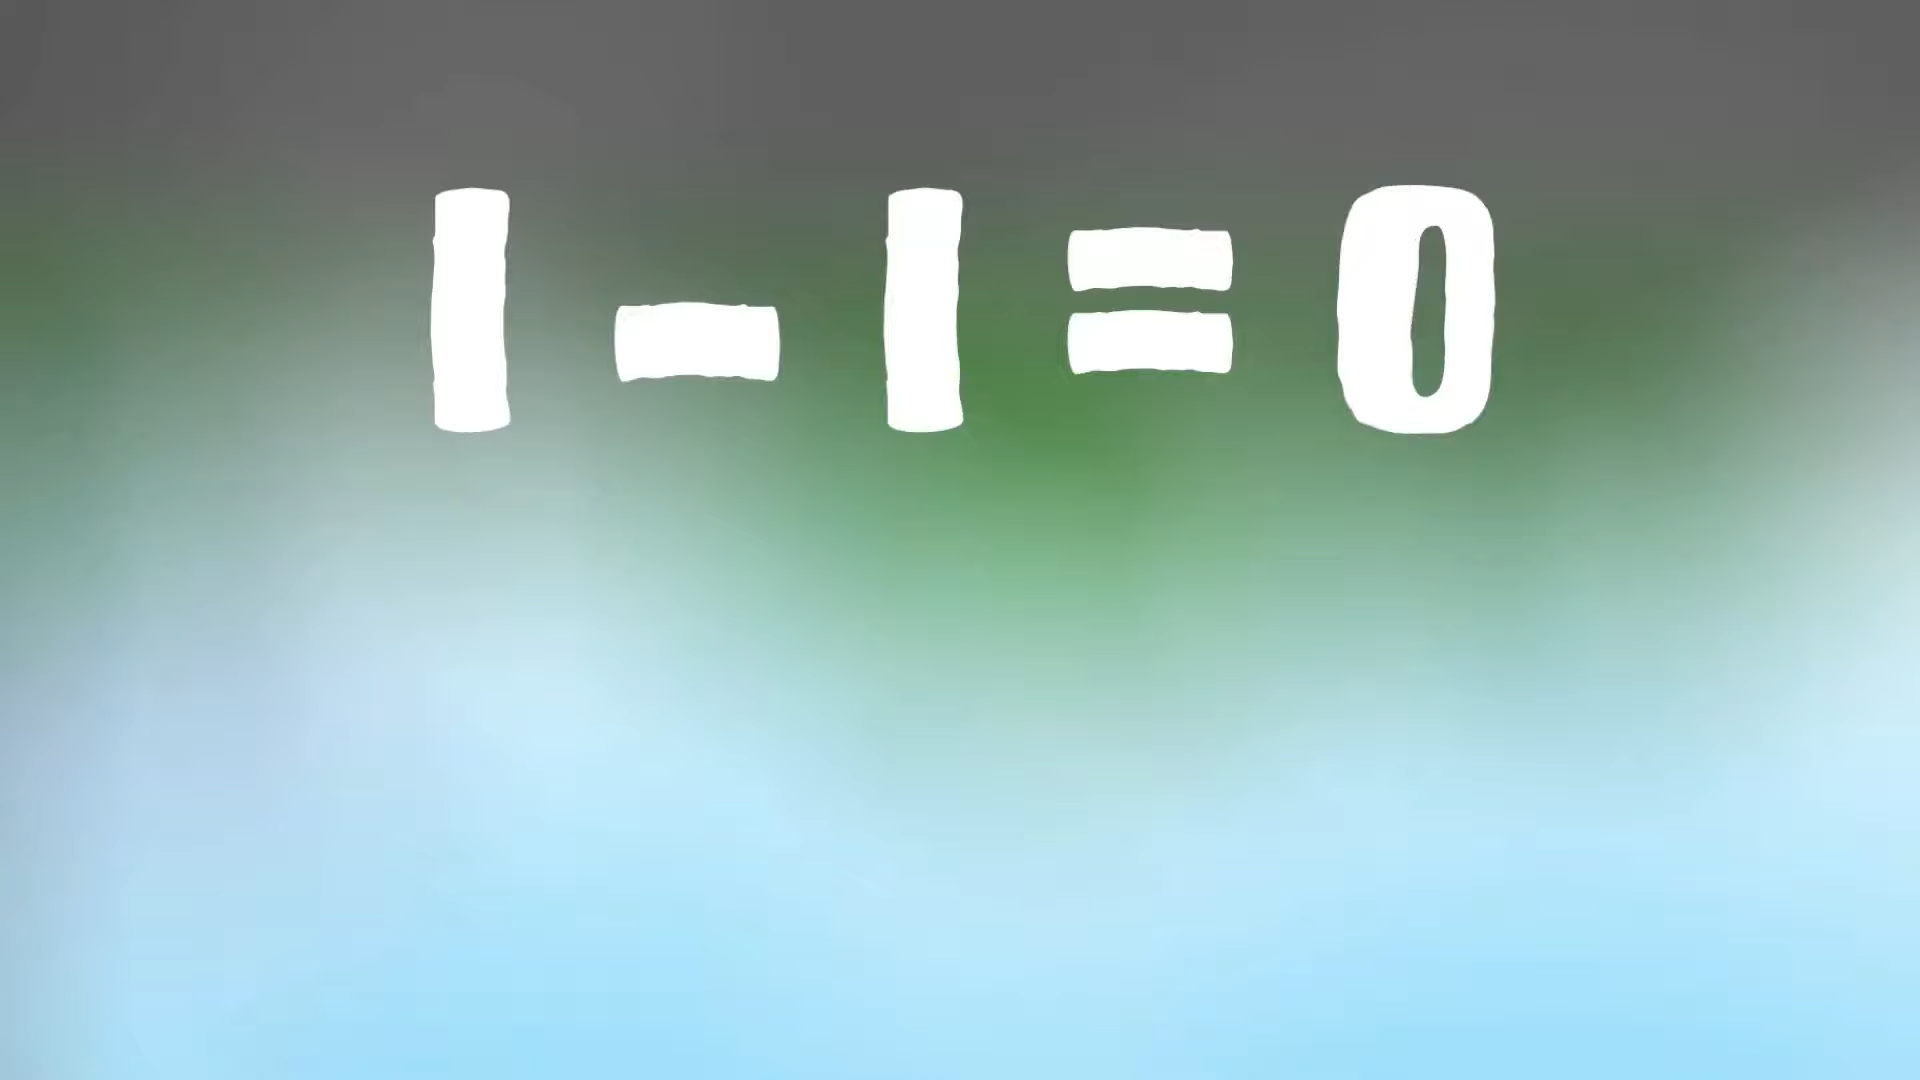 1 - 1 = 0